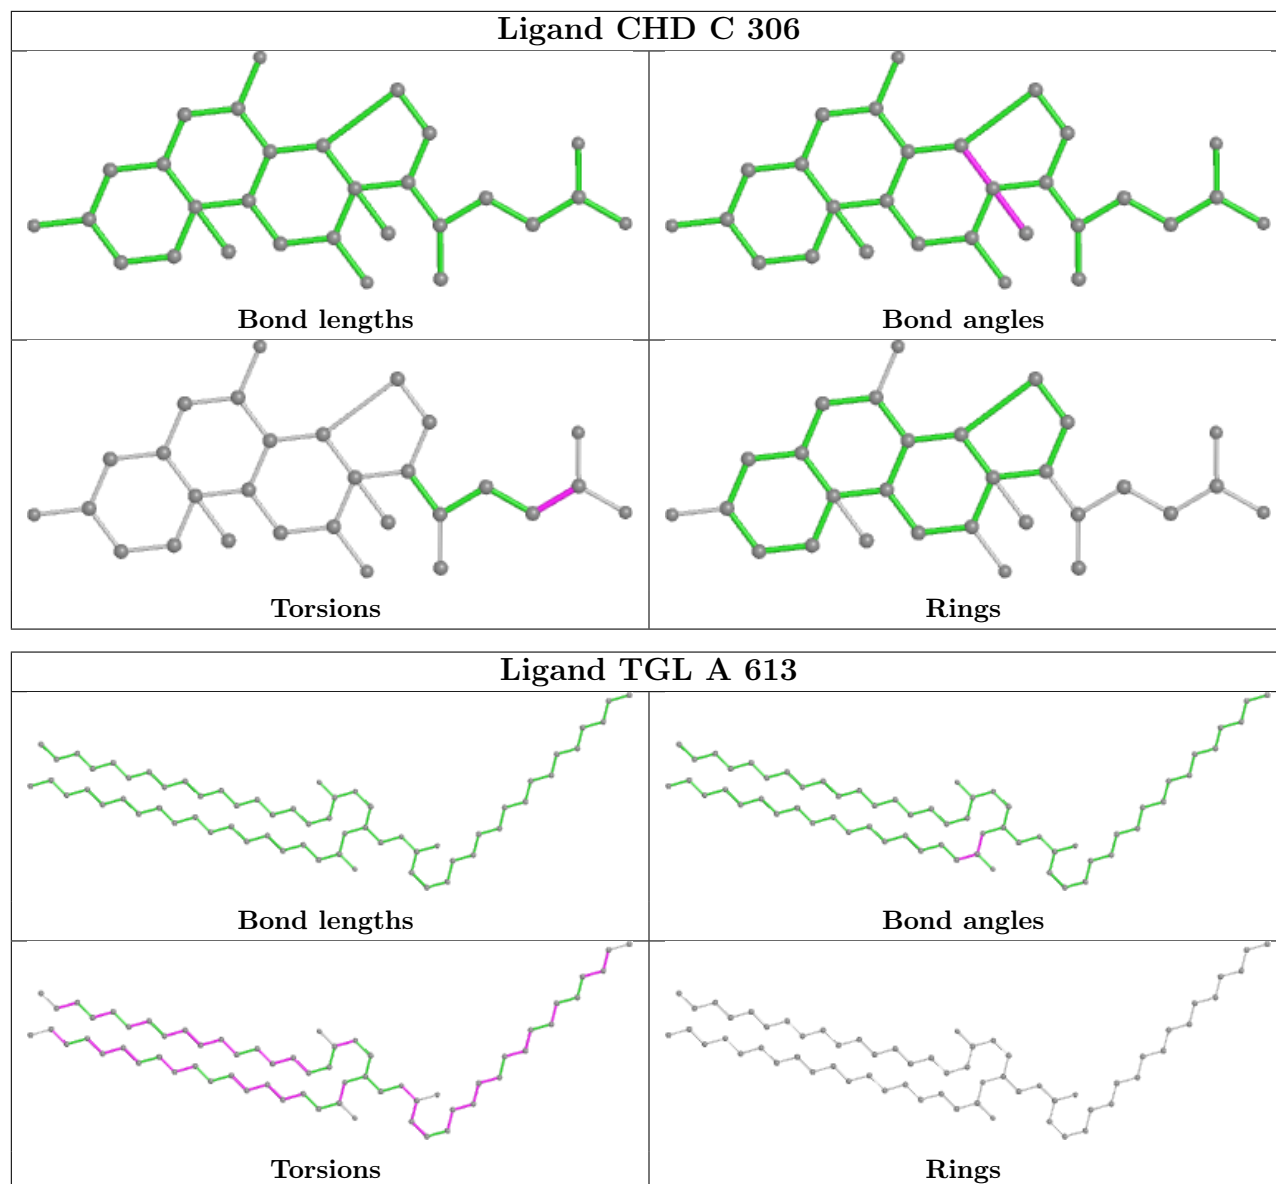 Ligand CHD C 306
Bond lengths
Bond angles
Torsions
Rings
Ligand TGL A 613
Bond lengths
Bond angles
Torsions
Rings